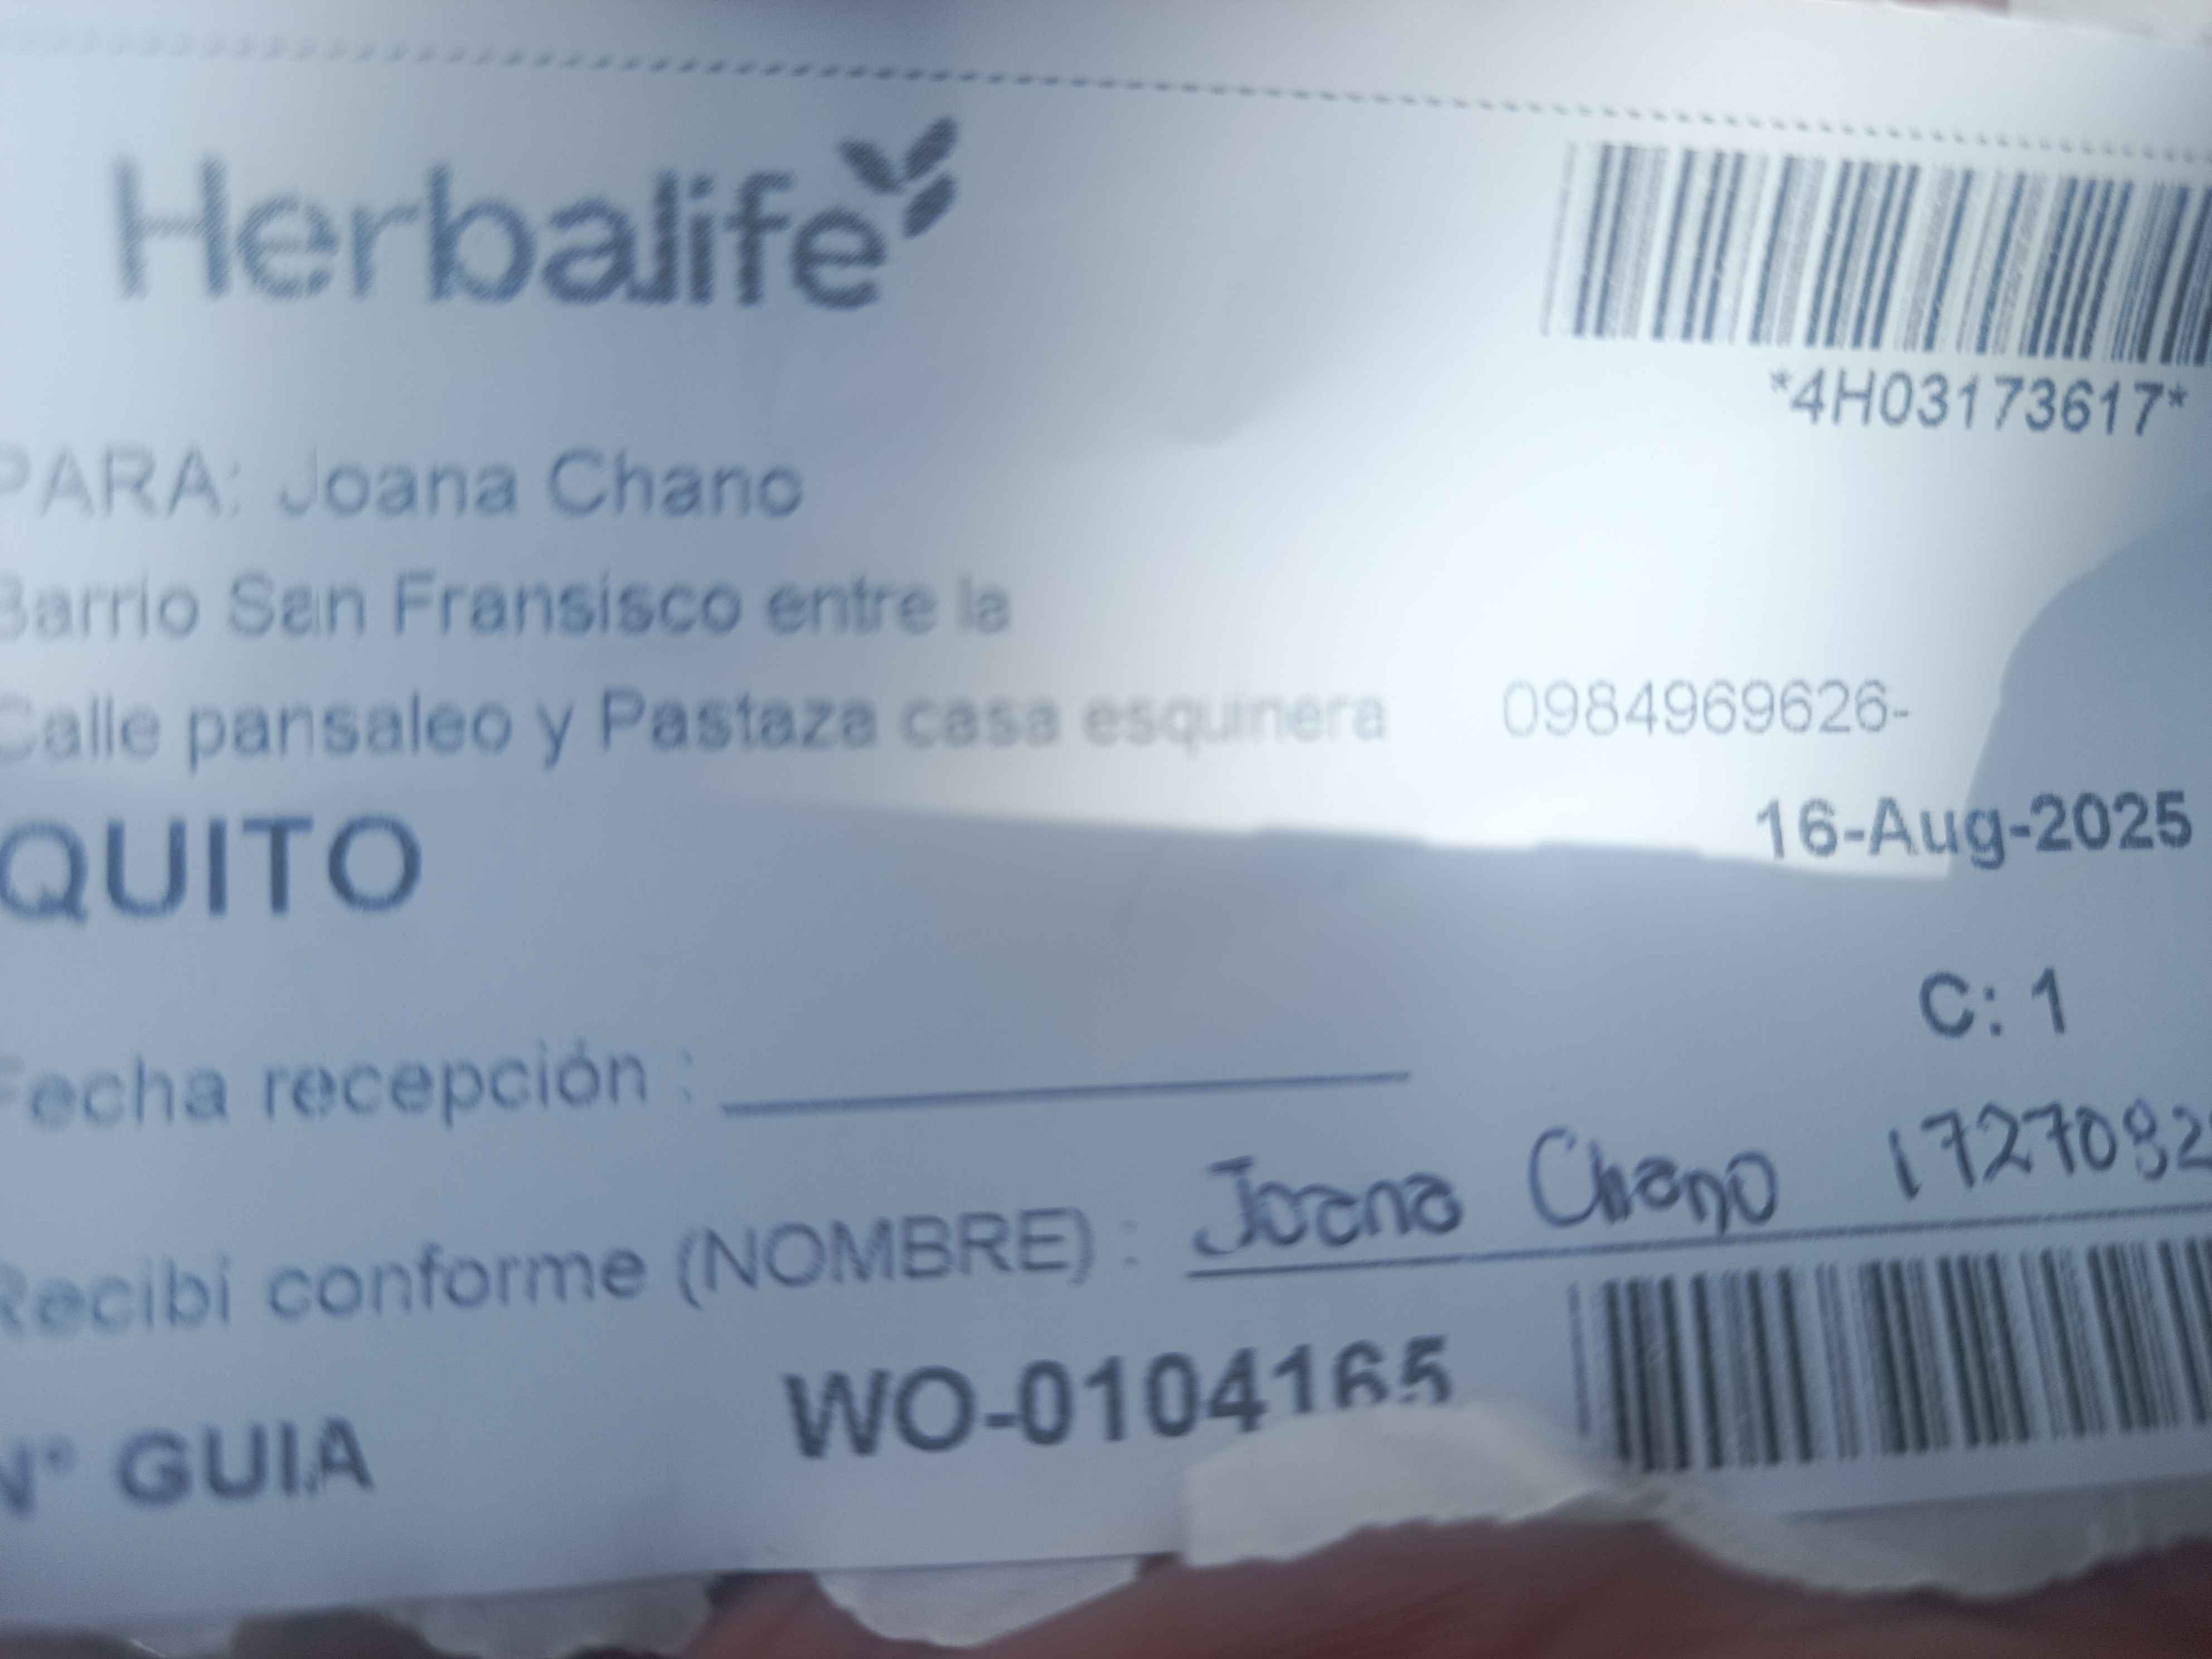 Herbalife
*4H03173617*
PARA: Joana Chano
Barrio San Fransisco entre la
Calle pansaleo y Pastaza casa esquinera 0984969626-
QUITO 16-Aug-2025
C: 1
Fecha recepción :
Recibi conforme (NOMBRE) : Joana Chano 1727082
N° GUIA WO-0104165